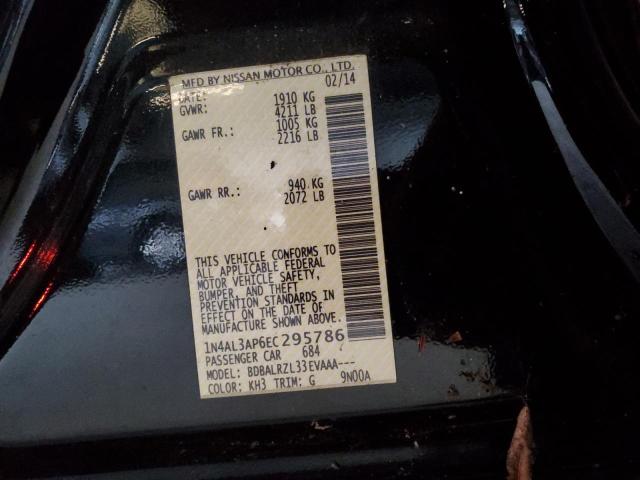 MFD BY NISSAN MOTOR CO., LTD.
DATE: 02/14
GVWR: 1910 KG
4211 LB
GAWR FR.: 1005 KG
2216 LB
GAWR RR.: 940 KG
2072 LB
THIS VEHICLE CONFORMS TO
ALL APPLICABLE FEDERAL
MOTOR VEHICLE SAFETY,
BUMPER, AND THEFT
PREVENTION STANDARDS IN
EFFECT ON THE DATE OF
MANUFACTURE SHOWN ABOVE.
1N4AL3AP6EC295786
PASSENGER CAR 684
MODEL: BDBALRZL33EVAAA---
COLOR: KH3 TRIM: G 9N00A